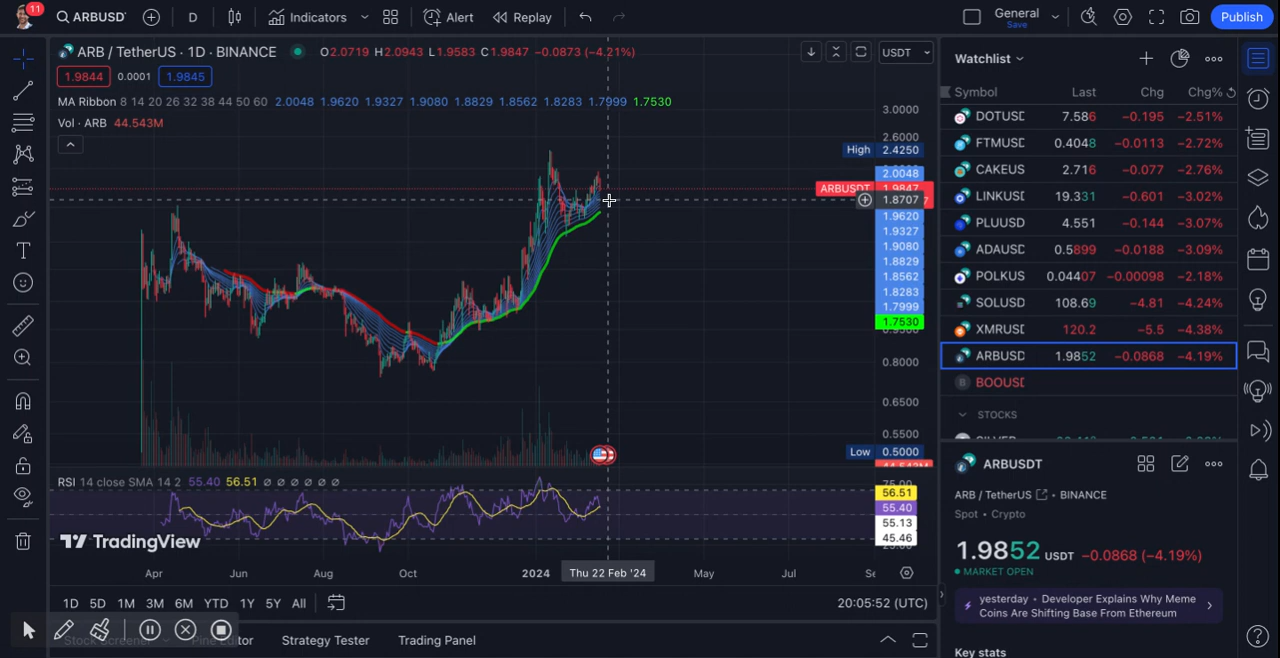 11
ARBUSD
D
Indicators
Alert
Replay
General
Save
Publish
ARB / TetherUS · 1D · BINANCE
O2.0719 H2.0943 L1.9583 C1.9847 −0.0873 (−4.21%)
USDT
1.9844
0.0001
1.9845
MA Ribbon 8 14 20 26 32 38 44 50 60 2.0048 1.9620 1.9327 1.9080 1.8829 1.8562 1.8283 1.7999 1.7530
Vol · ARB 44.543M
3.0000
2.6000
High 2.4250
2.0048
ARBUSDT 1.9847
1.8707
1.9620
1.9327
1.9080
1.8829
1.8562
1.8283
1.7999
1.7530
0.8000
0.6500
0.5500
Low 0.5000
RSI 14 close SMA 14 2 55.40 56.51 ∅ ∅ ∅ ∅ ∅ ∅
75.00
56.51
55.40
55.13
45.46
TradingView
Apr
Jun
Aug
Oct
2024
Thu 22 Feb '24
May
Jul
1D 5D 1M 3M 6M YTD 1Y 5Y All
20:05:52 (UTC)
Stock Screener
Pine Editor
Strategy Tester
Trading Panel
Watchlist
Symbol Last Chg Chg%
DOTUSD 7.586 −0.195 −2.51%
FTMUSD 0.4048 −0.0113 −2.72%
CAKEUS 2.716 −0.077 −2.76%
LINKUSD 19.331 −0.601 −3.02%
PLUUSD 4.551 −0.144 −3.07%
ADAUSD 0.5899 −0.0188 −3.09%
POLKUS 0.04407 −0.00098 −2.18%
SOLUSD 108.69 −4.81 −4.24%
XMRUSD 120.2 −5.5 −4.38%
ARBUSD 1.9852 −0.0868 −4.19%
BOOUSD
STOCKS
ARBUSDT
ARB / TetherUS • BINANCE
Spot • Crypto
1.9852 USDT −0.0868 (−4.19%)
MARKET OPEN
yesterday • Developer Explains Why Meme
Coins Are Shifting Base From Ethereum
Key stats